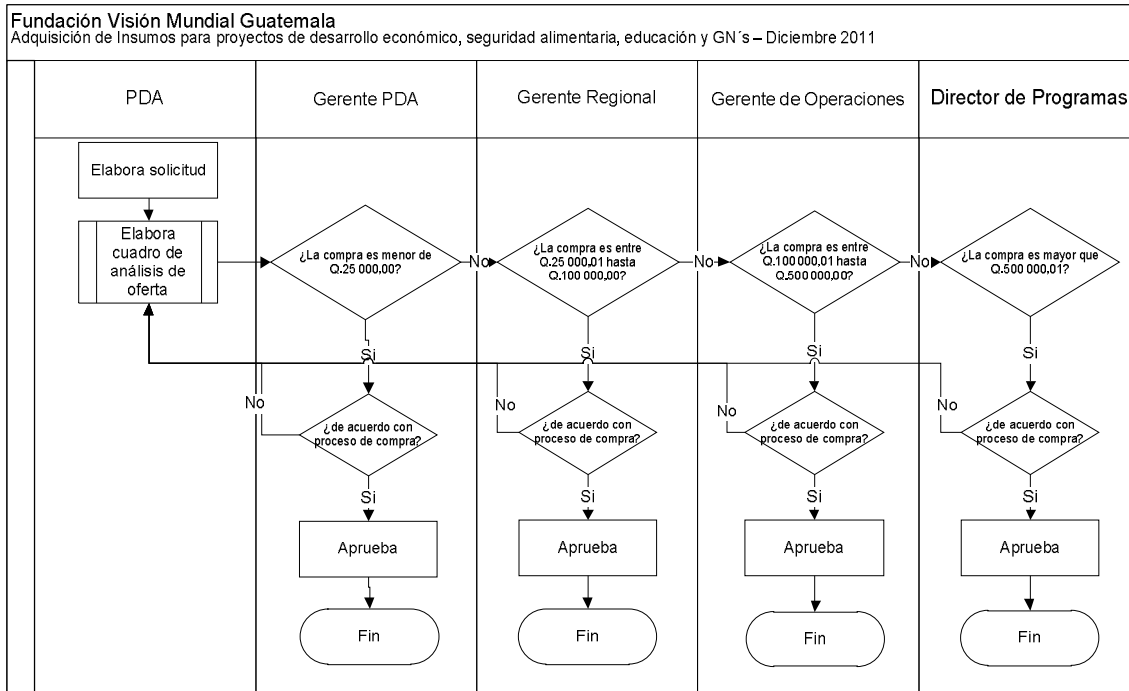 Fundación Visión Mundial Guatemala
Adquisición de Insumos para proyectos de desarrollo económico, seguridad alimentaria, educación y GN´s – Diciembre 2011
PDA
Gerente PDA
Gerente Regional
Gerente de Operaciones
Director de Programas
Elabora solicitud
Elabora
cuadro de
análisis de
oferta
¿La compra es menor de
Q.25 000,00?
No
¿La compra es entre
Q.25 000,01 hasta
Q.100 000,00?
No
¿La compra es entre
Q.100 000,01 hasta
Q.500 000,00?
No
¿La compra es mayor que
Q.500 000,01?
Si
Si
Si
Si
No
¿de acuerdo con
proceso de compra?
No
¿de acuerdo con
proceso de compra?
No
¿de acuerdo con
proceso de compra?
No
¿de acuerdo con
proceso de compra?
Si
Si
Si
Si
Aprueba
Aprueba
Aprueba
Aprueba
Fin
Fin
Fin
Fin